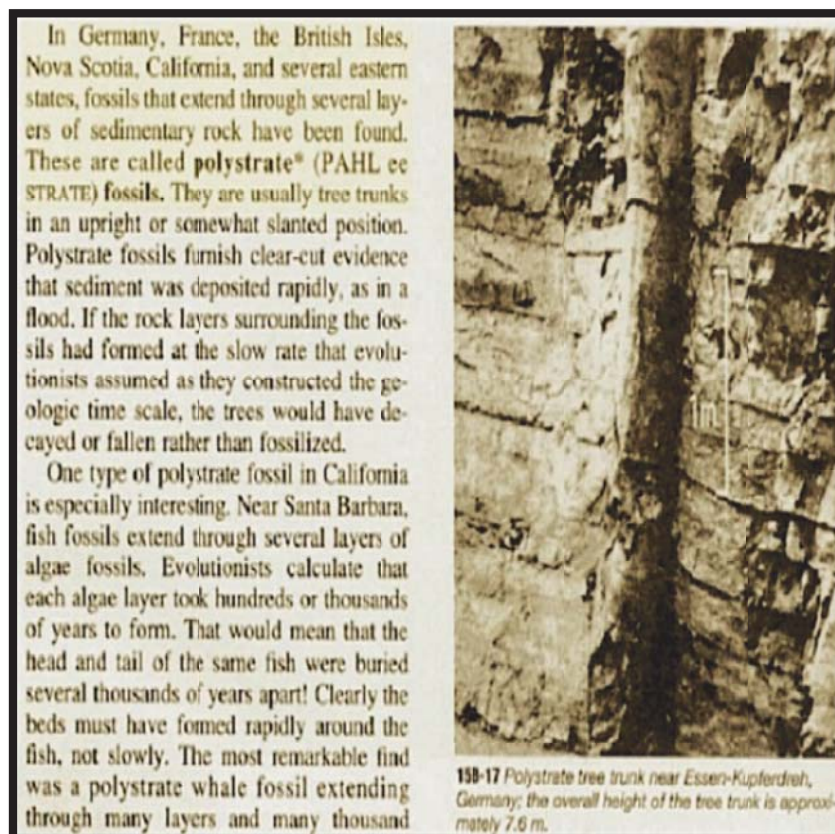 In Germany, France, the British Isles,
Nova Scotia, California, and several eastern
states, fossils that extend through several lay-
ers of sedimentary rock have been found.
These are called polystrate* (PAHL ee
STRATE) fossils. They are usually tree trunks
in an upright or somewhat slanted position.
Polystrate fossils furnish clear-cut evidence
that sediment was deposited rapidly, as in a
flood. If the rock layers surrounding the fos-
sils had formed at the slow rate that evolu-
tionists assumed as they constructed the ge-
ologic time scale, the trees would have de-
cayed or fallen rather than fossilized.
One type of polystrate fossil in California
is especially interesting. Near Santa Barbara,
fish fossils extend through several layers of
algae fossils. Evolutionists calculate that
each algae layer took hundreds or thousands
of years to form. That would mean that the
head and tail of the same fish were buried
several thousands of years apart! Clearly the
beds must have formed rapidly around the
fish, not slowly. The most remarkable find
was a polystrate whale fossil extending
through many layers and many thousand
1m
15B-17 Polystrate tree trunk near Essen-Kupferdreh,
Germany; the overall height of the tree trunk is approxi-
mately 7.6 m.